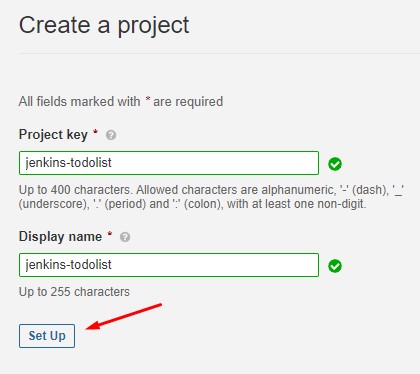 Create a project
All fields marked with * are required
Project key * ?
jenkins-todolist
Up to 400 characters. Allowed characters are alphanumeric, '-' (dash), '_'
(underscore), '.' (period) and ':' (colon), with at least one non-digit.
Display name * ?
jenkins-todolist
Up to 255 characters
Set Up